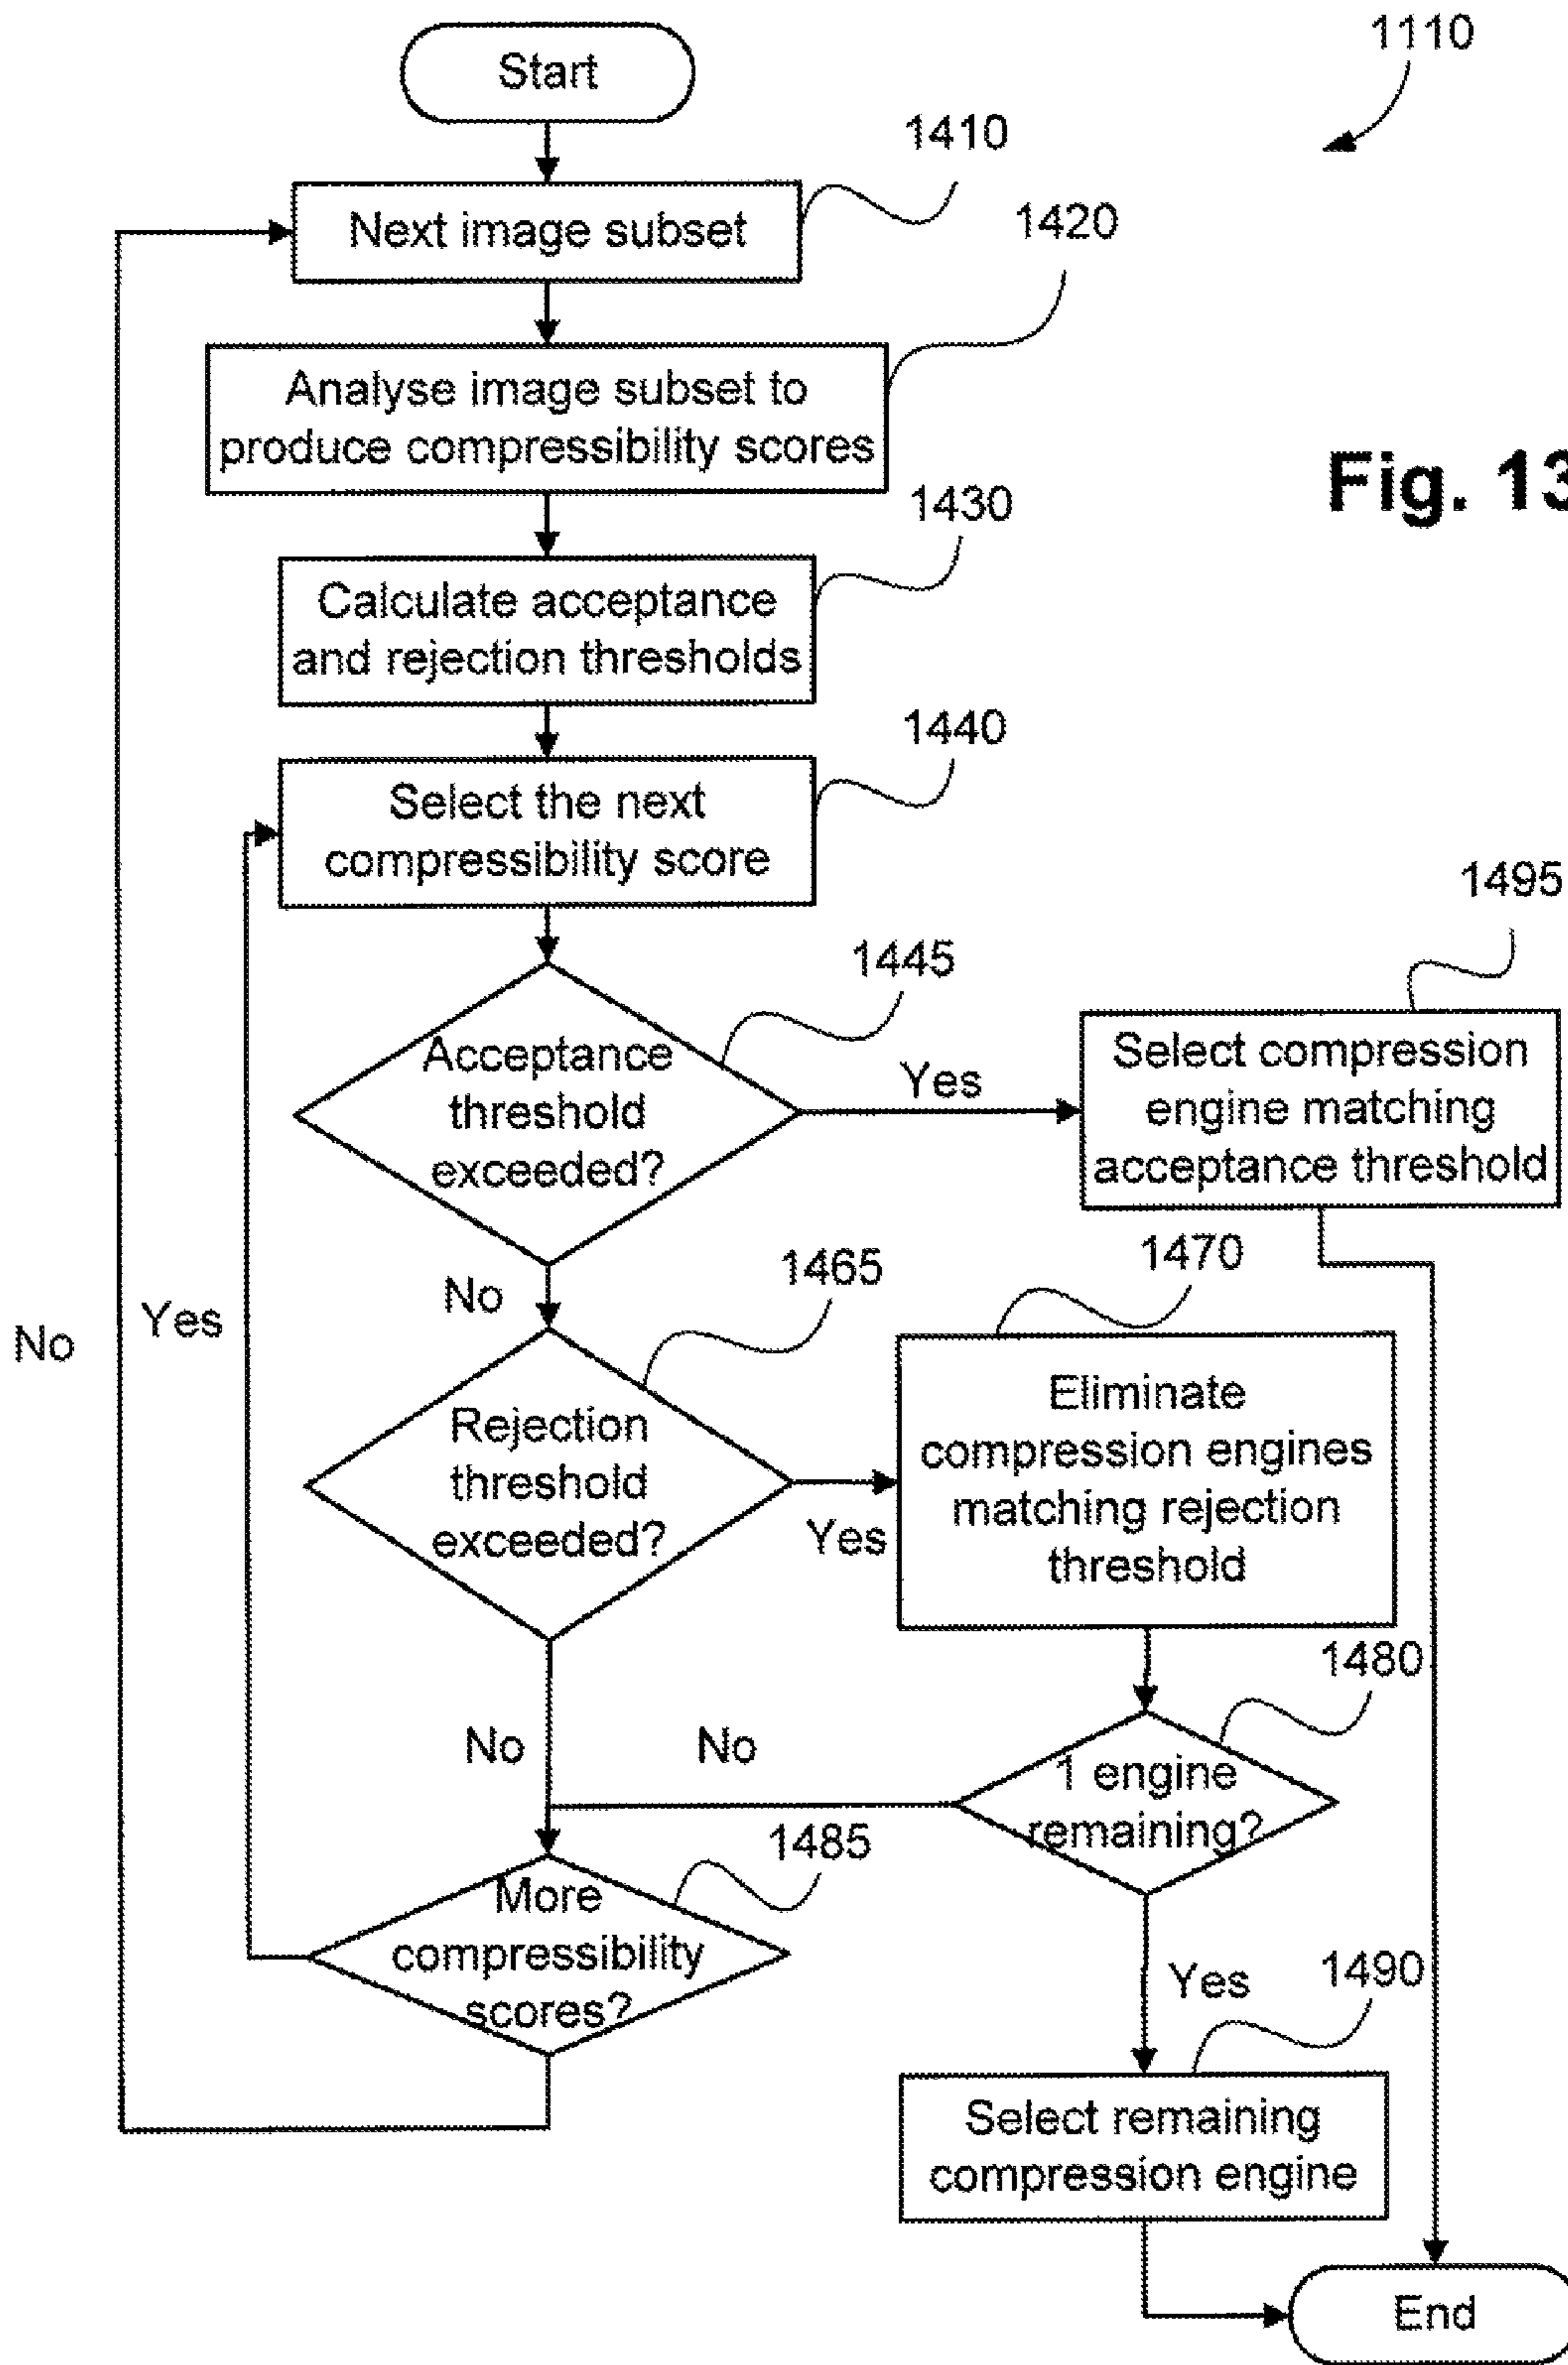 1110
Start
1410
Next image subset
1420
Analyse image subset to
produce compressibility scores
Fig. 13
1430
Calculate acceptance
and rejection thresholds
1440
Select the next
compressibility score
1495
1445
Acceptance
threshold
exceeded?
Yes
Select compression
engine matching
acceptance threshold
No
1465
1470
No
Yes
Rejection
threshold
exceeded?
Yes
Eliminate
compression engines
matching rejection
threshold
1480
No
No
1 engine
remaining?
1485
More
compressibility
scores?
Yes
1490
Select remaining
compression engine
End